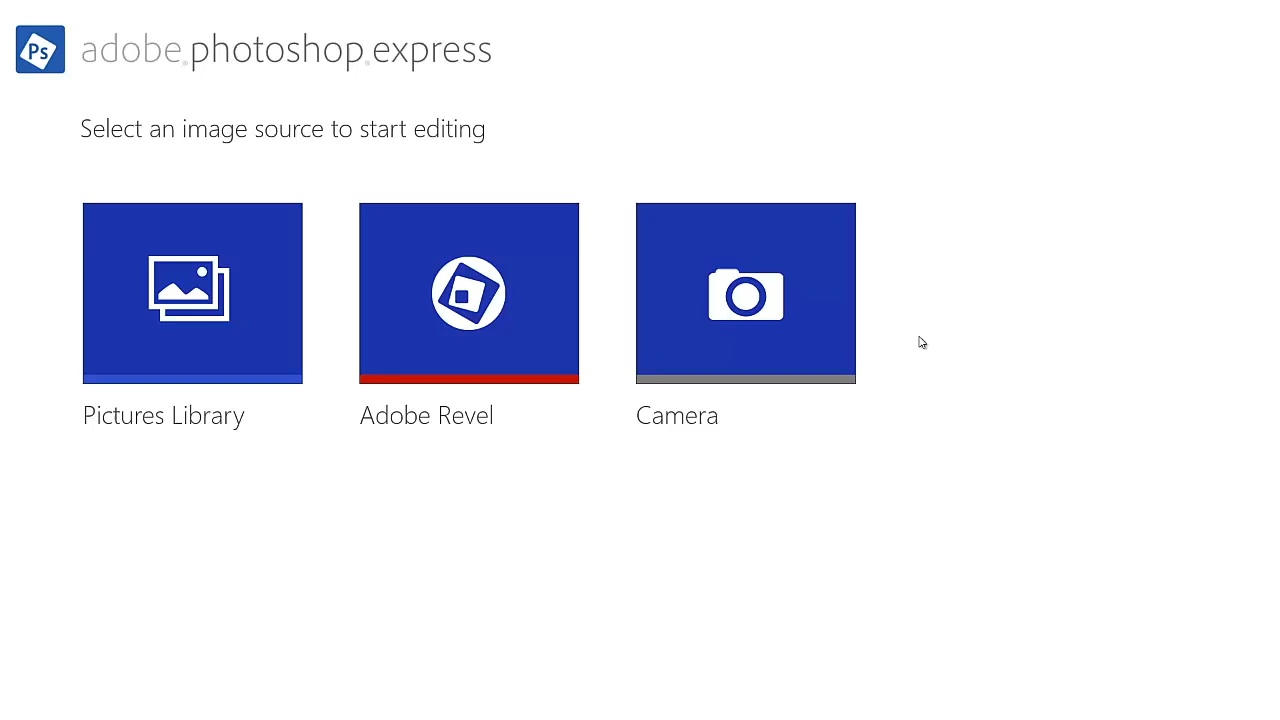 Ps adobe.photoshop.express
Select an image source to start editing
Pictures Library
Adobe Revel
Camera